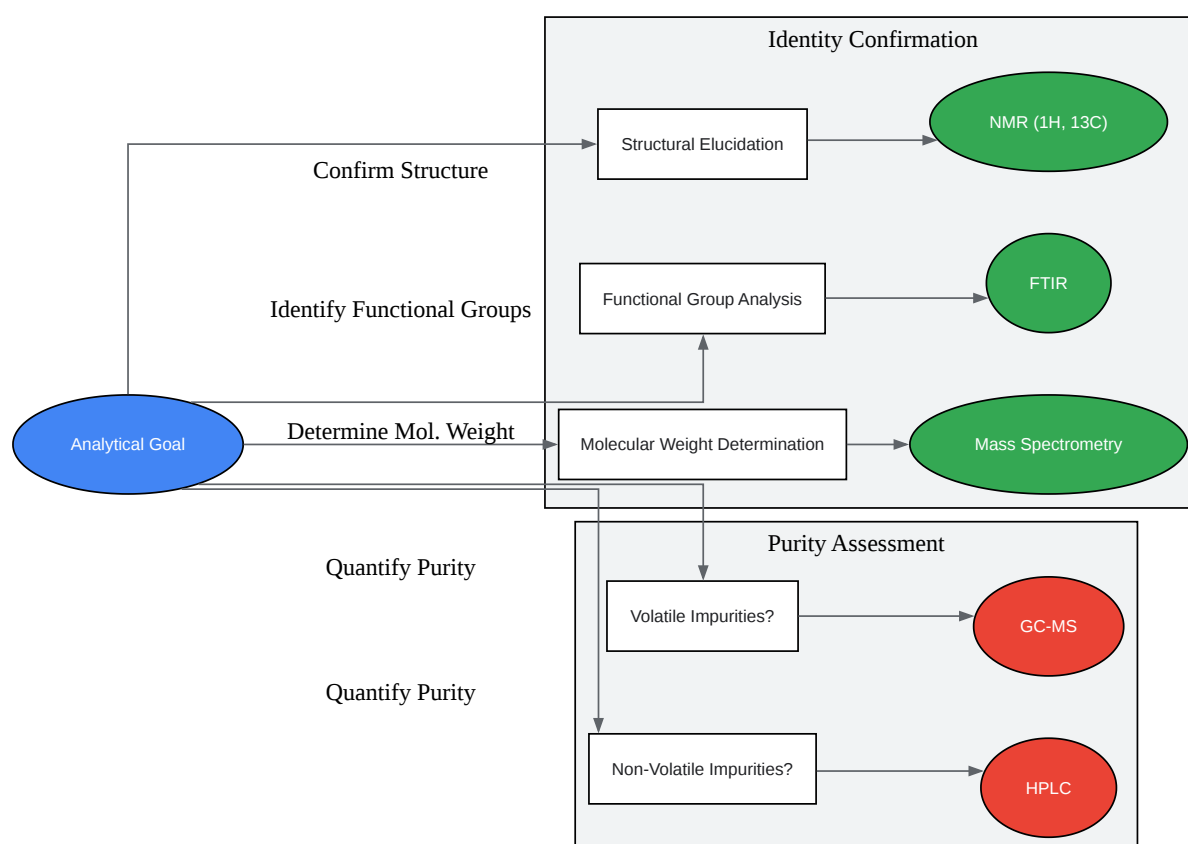 Identity Confirmation
NMR (1H, 13C)
Structural Elucidation
Confirm Structure
FTIR
Functional Group Analysis
Identify Functional Groups
Analytical Goal
Determine Mol. Weight
Molecular Weight Determination
Mass Spectrometry
Purity Assessment
Quantify Purity
Volatile Impurities?
GC-MS
Quantify Purity
Non-Volatile Impurities?
HPLC